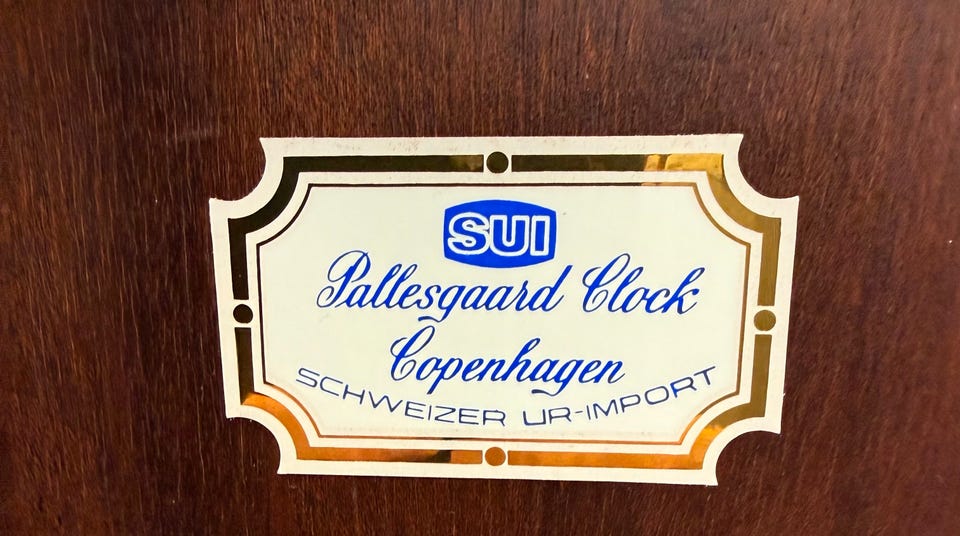 SUI
Pallesgaard Clock
Copenhagen
SCHWEIZER UR-IMPORT